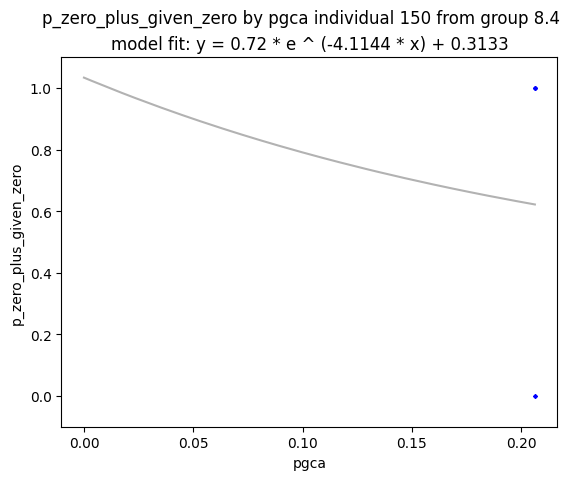 p_zero_plus_given_zero by pgca individual 150 from group 8.4
model fit: y = 0.72 * e ^ (-4.1144 * x) + 0.3133
1.0
0.8
0.6
0.4
0.2
0.0
p_zero_plus_given_zero
0.00 0.05 0.10 0.15 0.20
pgca